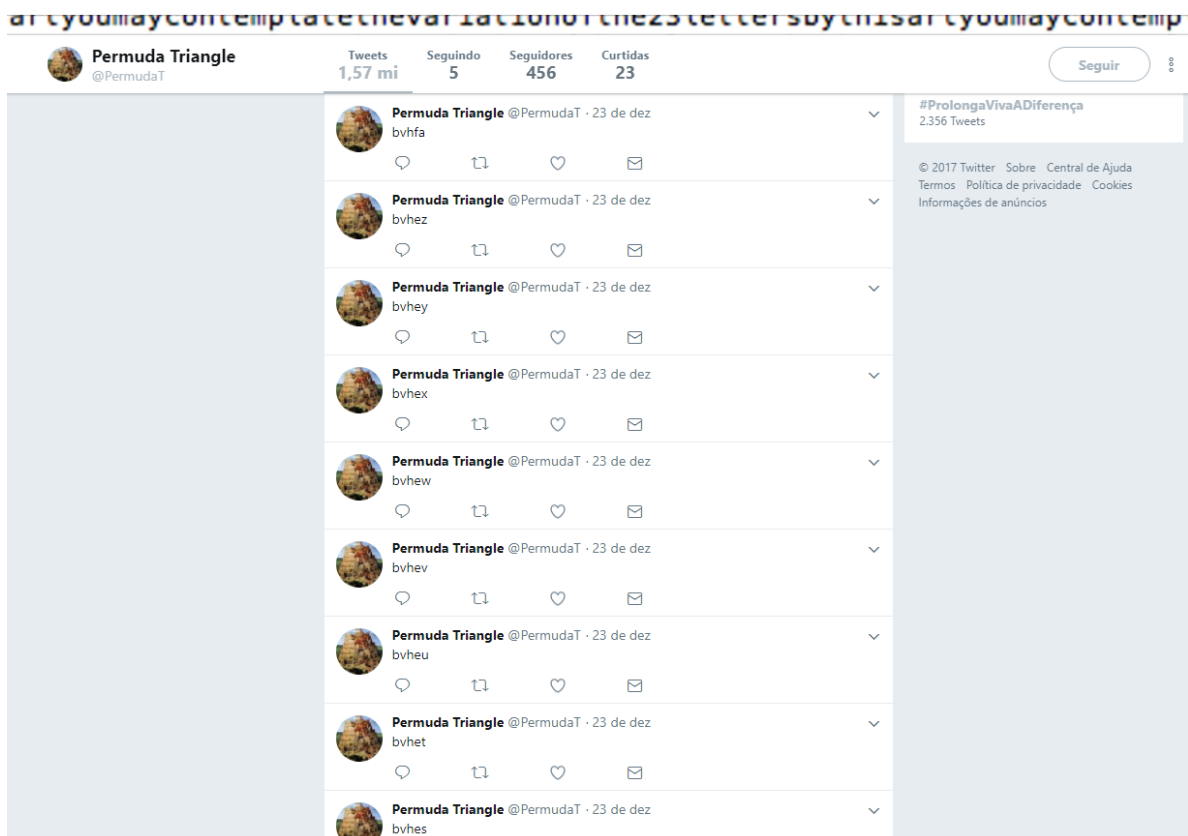 artyoumaycontemplatethevariationofthe23lettersbythisartyoumaycontemp
Permuda Triangle
@PermudaT
Tweets
1,57 mi
Seguindo
5
Seguidores
456
Curtidas
23
Seguir
Permuda Triangle @PermudaT · 23 de dez
bvhfa
Permuda Triangle @PermudaT · 23 de dez
bvhez
Permuda Triangle @PermudaT · 23 de dez
bvhey
Permuda Triangle @PermudaT · 23 de dez
bvhex
Permuda Triangle @PermudaT · 23 de dez
bvhew
Permuda Triangle @PermudaT · 23 de dez
bvhev
Permuda Triangle @PermudaT · 23 de dez
bvheu
Permuda Triangle @PermudaT · 23 de dez
bvhet
Permuda Triangle @PermudaT · 23 de dez
bvhes
#ProlongaVivaADiferença
2.356 Tweets
© 2017 Twitter Sobre Central de Ajuda
Termos Política de privacidade Cookies
Informações de anúncios